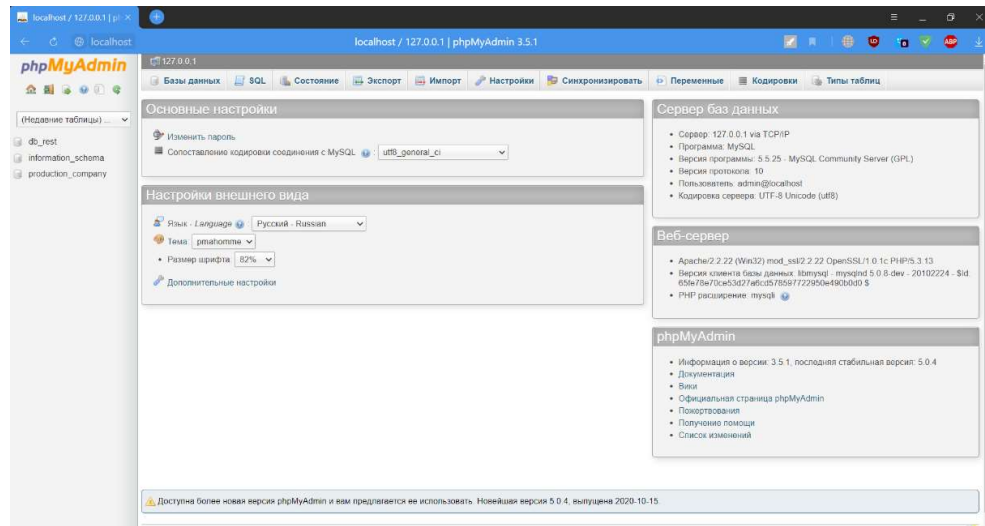 localhost / 127.0.0.1 | ph
localhost
localhost / 127.0.0.1 | phpMyAdmin 3.5.1
ABP
phpMyAdmin
(Недавние таблицы) ...
db_rest
information_schema
production_company
127.0.0.1
Базы данных SQL Состояние Экспорт Импорт Настройки Синхронизировать Переменные Кодировки Типы таблиц
Основные настройки
Изменить пароль
Сопоставление кодировки соединения с MySQL : utf8_general_ci
Настройки внешнего вида
Язык - Language Русский - Russian
Тема: pmahomme
Размер шрифта: 82%
Дополнительные настройки
Сервер баз данных
Сервер: 127.0.0.1 via TCP/IP
Программа: MySQL
Версия программы: 5.5.25 - MySQL Community Server (GPL)
Версия протокола: 10
Пользователь: admin@localhost
Кодировка сервера: UTF-8 Unicode (utf8)
Веб-сервер
Apache/2.2.22 (Win32) mod_ssl/2.2.22 OpenSSL/1.0.1c PHP/5.3.13
Версия клиента базы данных: libmysql - mysqlnd 5.0.8-dev - 20102224 - $Id:
65fe78e70ce53d27a6cd578597722950e490b0d0 $
PHP расширение: mysqli
phpMyAdmin
Информация о версии: 3.5.1, последняя стабильная версия: 5.0.4
Документация
Вики
Официальная страница phpMyAdmin
Пожертвования
Получение помощи
Список изменений
Доступна более новая версия phpMyAdmin и вам предлагается ее использовать. Новейшая версия 5.0.4, выпущена 2020-10-15.